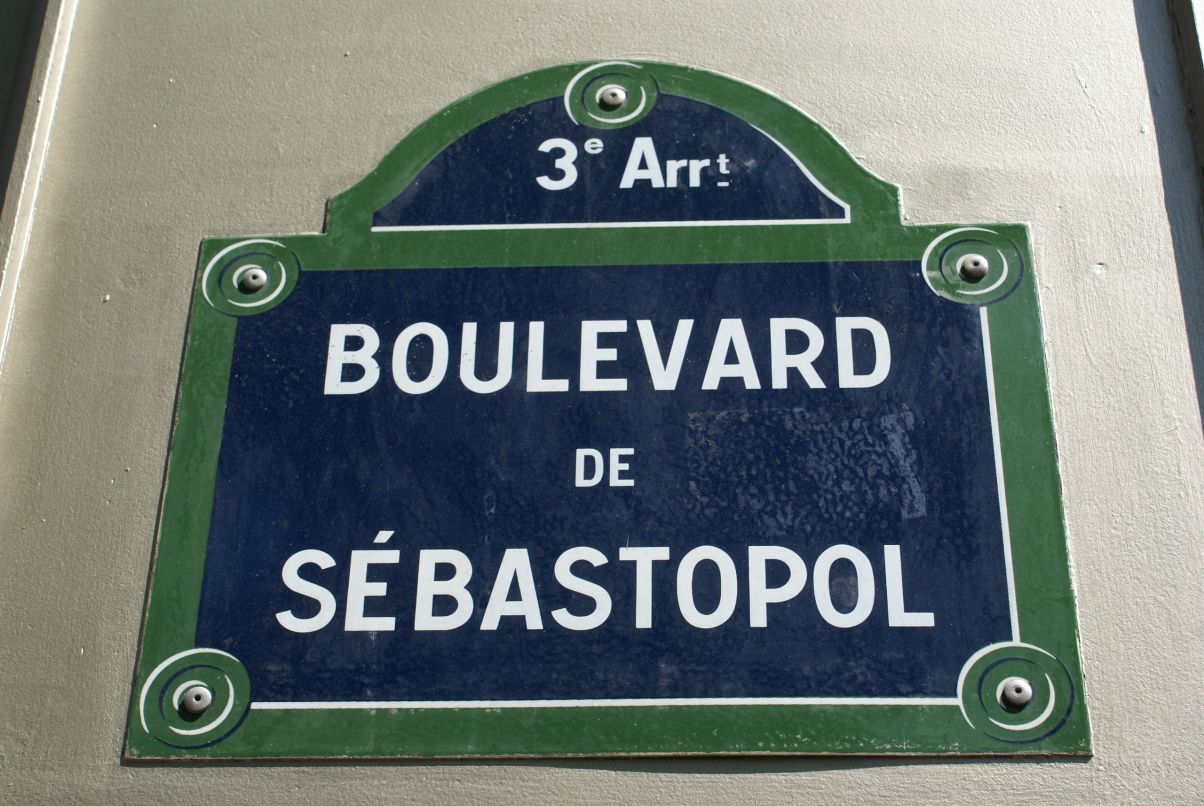 3e Arrt
BOULEVARD
DE
SÉBASTOPOL